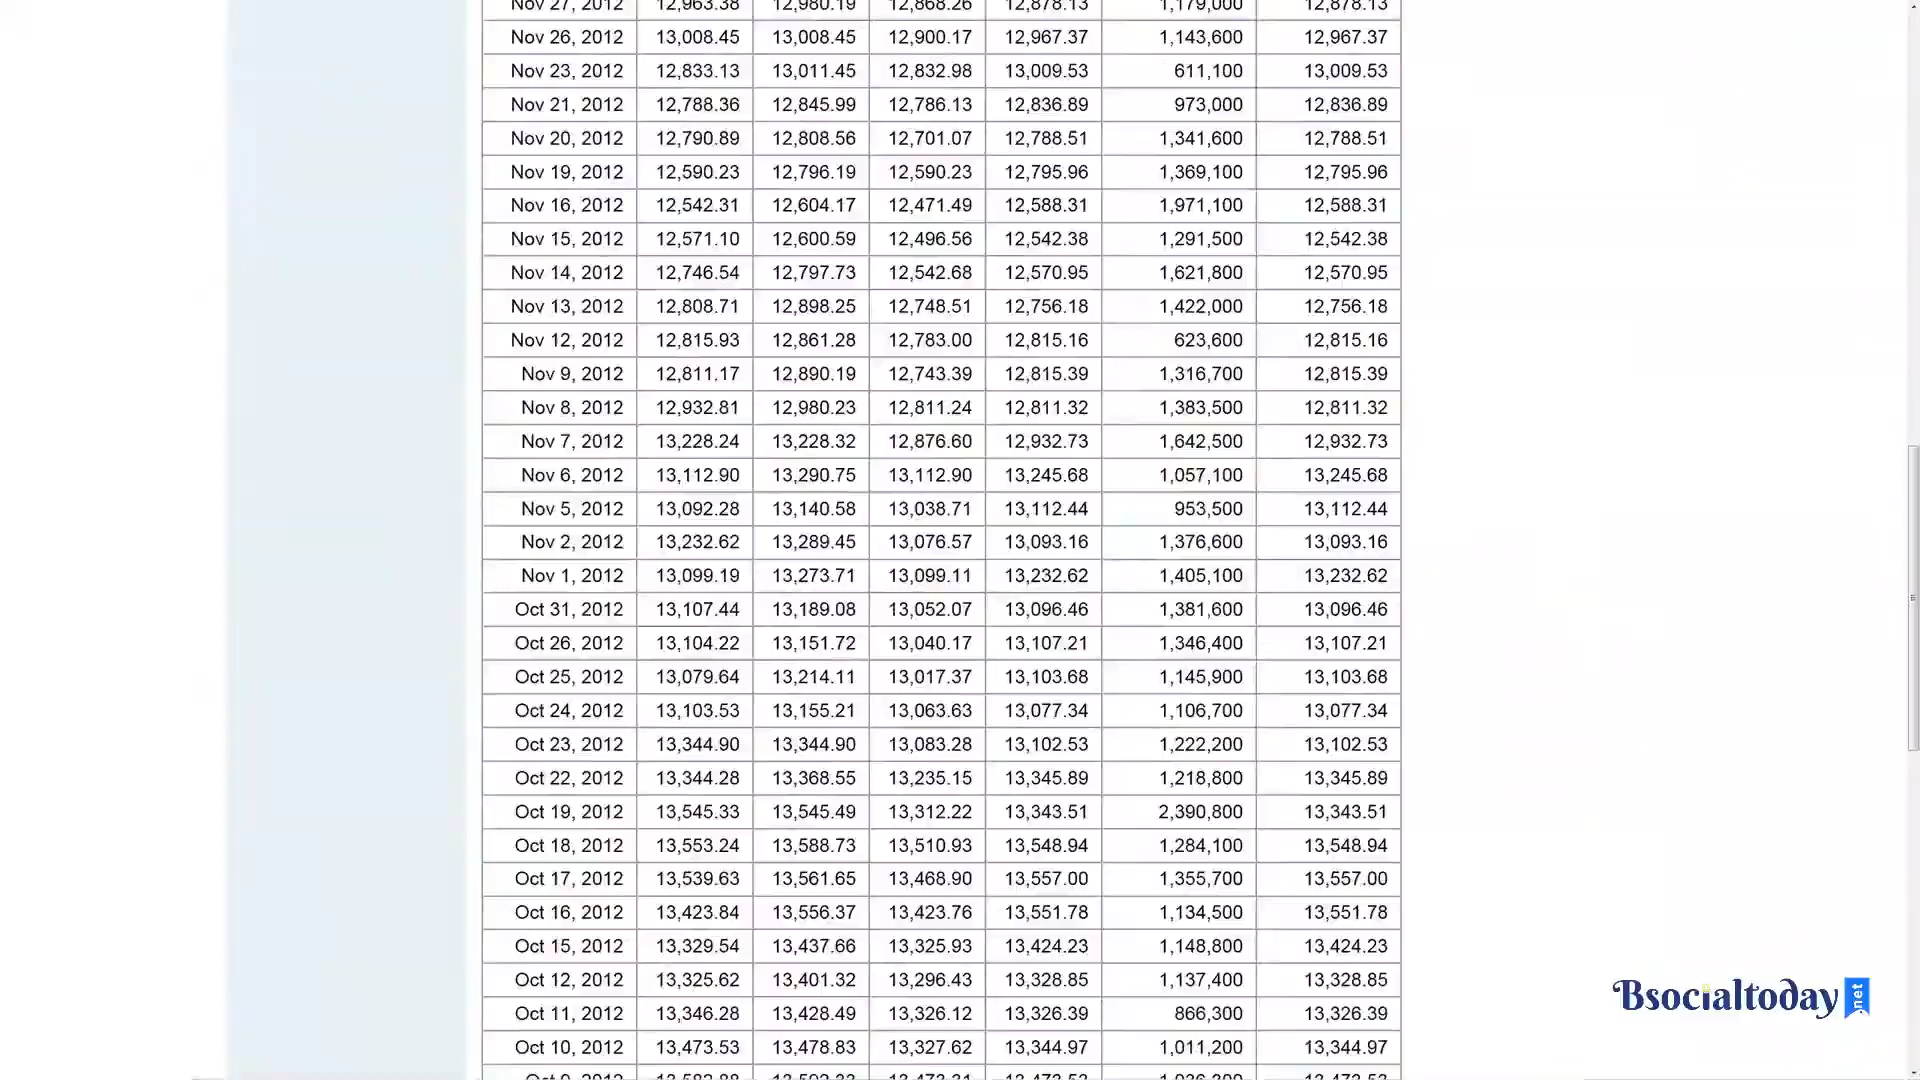 Nov 27, 2012 12,963.38 12,980.19 12,868.26 12,878.13 1,179,000 12,878.13
Nov 26, 2012 13,008.45 13,008.45 12,900.17 12,967.37 1,143,600 12,967.37
Nov 23, 2012 12,833.13 13,011.45 12,832.98 13,009.53 611,100 13,009.53
Nov 21, 2012 12,788.36 12,845.99 12,786.13 12,836.89 973,000 12,836.89
Nov 20, 2012 12,790.89 12,808.56 12,701.07 12,788.51 1,341,600 12,788.51
Nov 19, 2012 12,590.23 12,796.19 12,590.23 12,795.96 1,369,100 12,795.96
Nov 16, 2012 12,542.31 12,604.17 12,471.49 12,588.31 1,971,100 12,588.31
Nov 15, 2012 12,571.10 12,600.59 12,496.56 12,542.38 1,291,500 12,542.38
Nov 14, 2012 12,746.54 12,797.73 12,542.68 12,570.95 1,621,800 12,570.95
Nov 13, 2012 12,808.71 12,898.25 12,748.51 12,756.18 1,422,000 12,756.18
Nov 12, 2012 12,815.93 12,861.28 12,783.00 12,815.16 623,600 12,815.16
Nov 9, 2012 12,811.17 12,890.19 12,743.39 12,815.39 1,316,700 12,815.39
Nov 8, 2012 12,932.81 12,980.23 12,811.24 12,811.32 1,383,500 12,811.32
Nov 7, 2012 13,228.24 13,228.32 12,876.60 12,932.73 1,642,500 12,932.73
Nov 6, 2012 13,112.90 13,290.75 13,112.90 13,245.68 1,057,100 13,245.68
Nov 5, 2012 13,092.28 13,140.58 13,038.71 13,112.44 953,500 13,112.44
Nov 2, 2012 13,232.62 13,289.45 13,076.57 13,093.16 1,376,600 13,093.16
Nov 1, 2012 13,099.19 13,273.71 13,099.11 13,232.62 1,405,100 13,232.62
Oct 31, 2012 13,107.44 13,189.08 13,052.07 13,096.46 1,381,600 13,096.46
Oct 26, 2012 13,104.22 13,151.72 13,040.17 13,107.21 1,346,400 13,107.21
Oct 25, 2012 13,079.64 13,214.11 13,017.37 13,103.68 1,145,900 13,103.68
Oct 24, 2012 13,103.53 13,155.21 13,063.63 13,077.34 1,106,700 13,077.34
Oct 23, 2012 13,344.90 13,344.90 13,083.28 13,102.53 1,222,200 13,102.53
Oct 22, 2012 13,344.28 13,368.55 13,235.15 13,345.89 1,218,800 13,345.89
Oct 19, 2012 13,545.33 13,545.49 13,312.22 13,343.51 2,390,800 13,343.51
Oct 18, 2012 13,553.24 13,588.73 13,510.93 13,548.94 1,284,100 13,548.94
Oct 17, 2012 13,539.63 13,561.65 13,468.90 13,557.00 1,355,700 13,557.00
Oct 16, 2012 13,423.84 13,556.37 13,423.76 13,551.78 1,134,500 13,551.78
Oct 15, 2012 13,329.54 13,437.66 13,325.93 13,424.23 1,148,800 13,424.23
Oct 12, 2012 13,325.62 13,401.32 13,296.43 13,328.85 1,137,400 13,328.85
Oct 11, 2012 13,346.28 13,428.49 13,326.12 13,326.39 866,300 13,326.39
Oct 10, 2012 13,473.53 13,478.83 13,327.62 13,344.97 1,011,200 13,344.97
Bsocialtoday .net